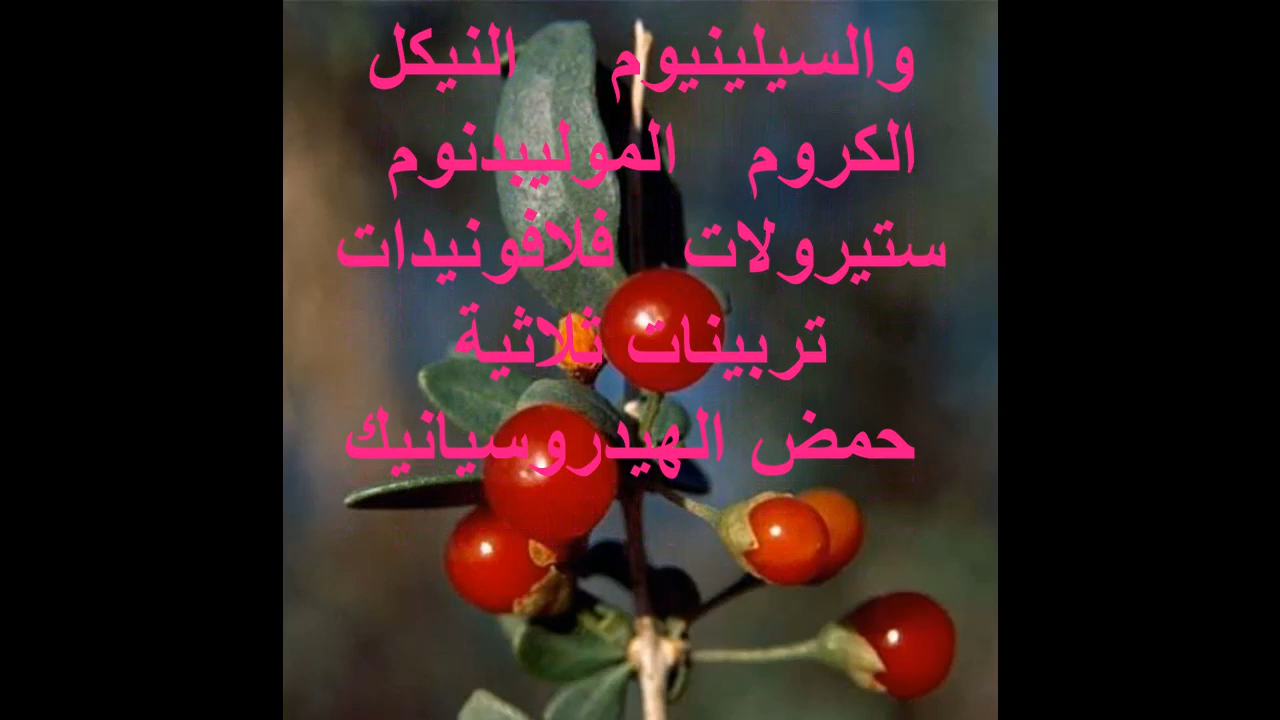 والسيلينيوم النيكل
الكروم الموليبدنوم
ستيرولات فلافونيدات
تربينات ثلاثية
حمض الهيدروسيانيك